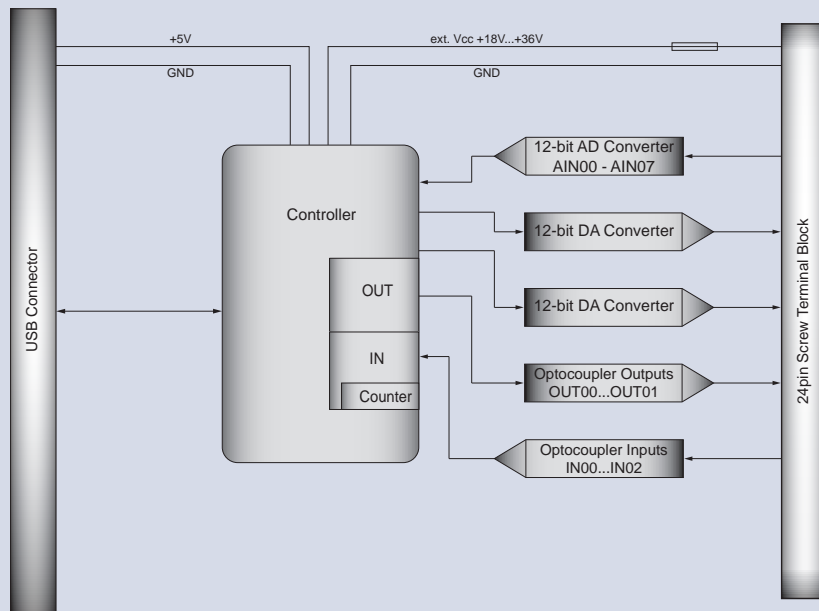 +5V
ext. Vcc +18V...+36V
GND
GND
12-bit AD Converter
AIN00 - AIN07
Controller
12-bit DA Converter
USB Connector
24pin Screw Terminal Block
OUT
12-bit DA Converter
IN
Optocoupler Outputs
OUT00...OUT01
Counter
Optocoupler Inputs
IN00...IN02